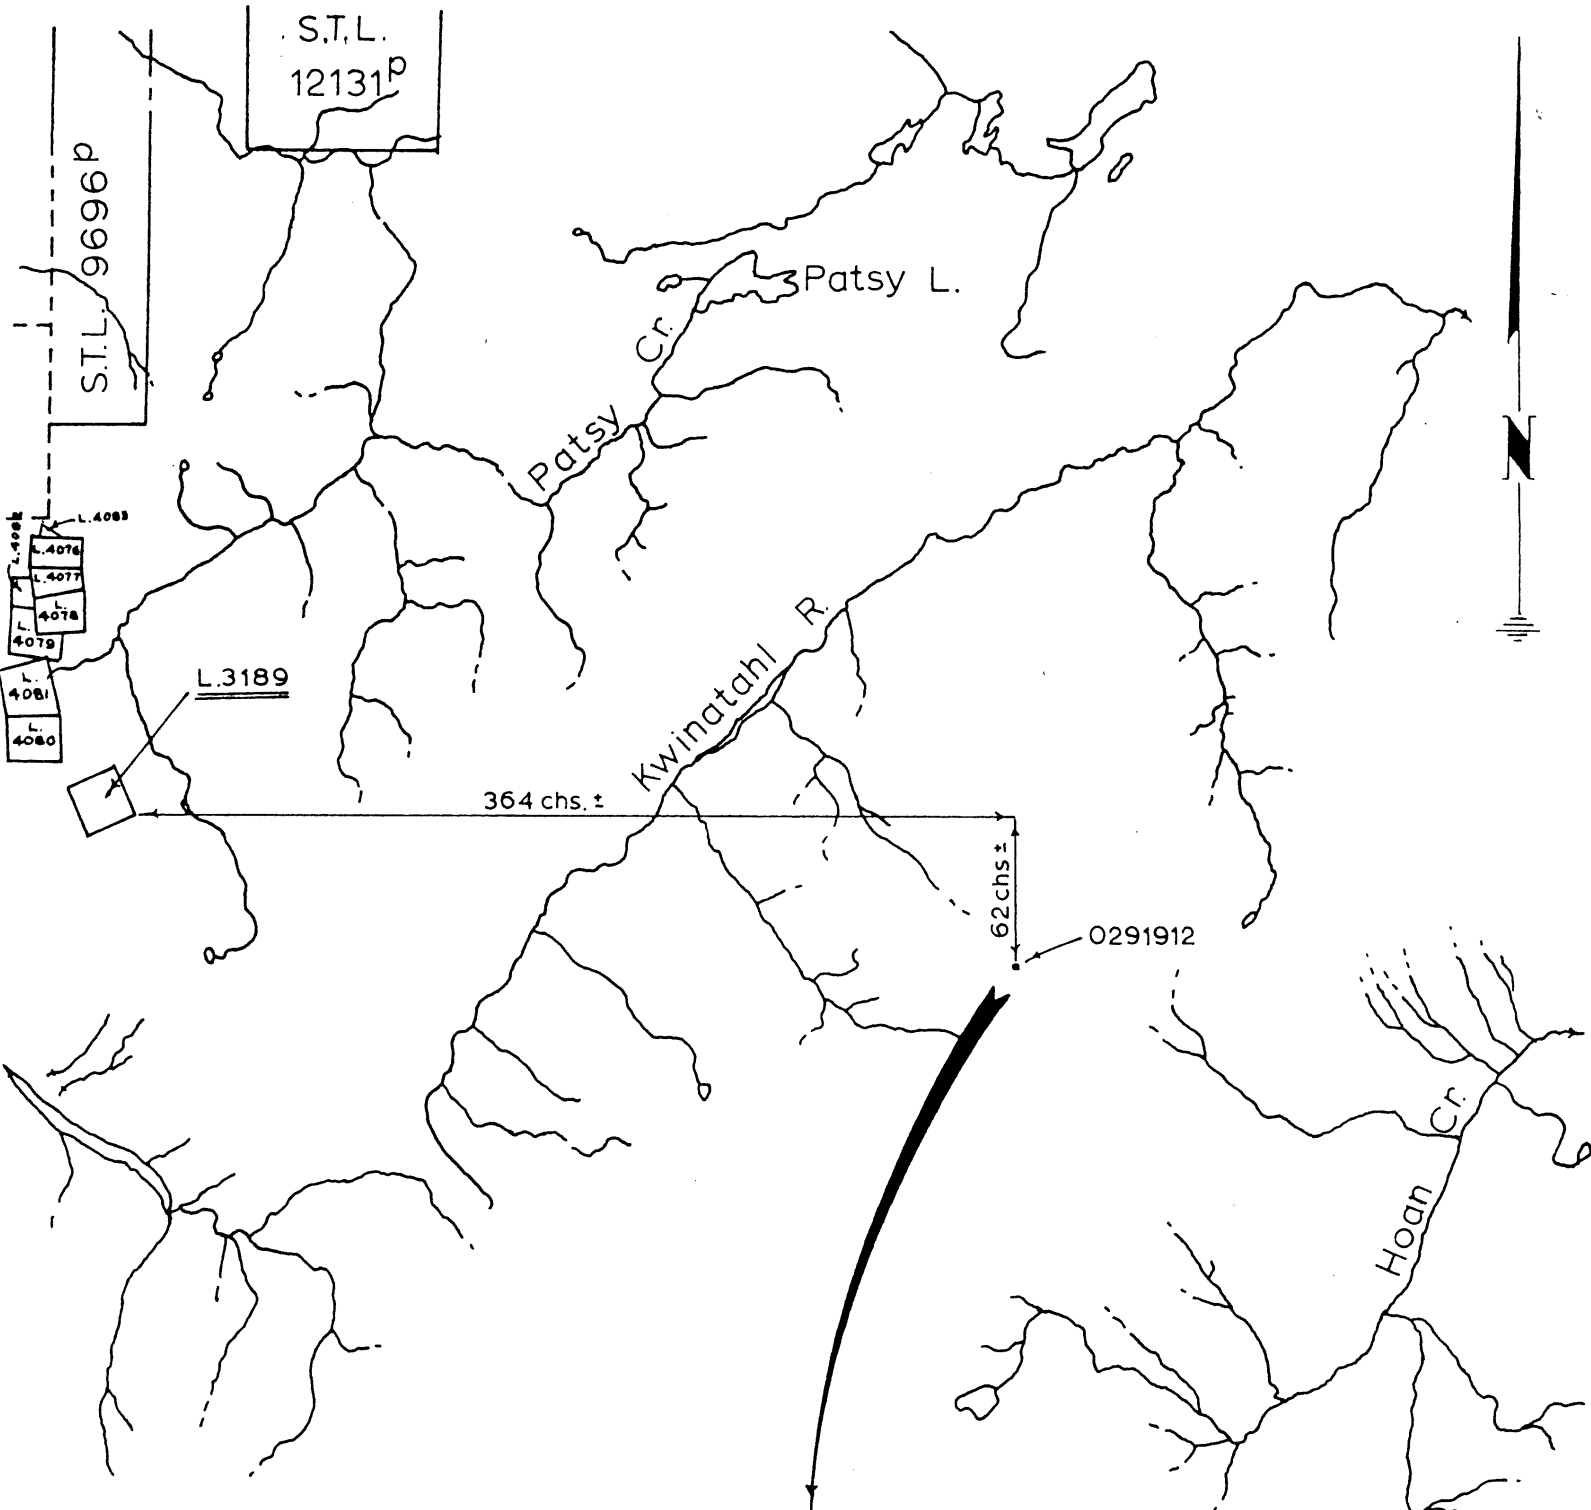 S.T.L.
12131P
S.T.L. 9696P
Patsy L.
Patsy Cr.
N
L.4083
L.4076
L.4077
L.
4078
L.
4079
L.
4081
L.
4080
L.3189
Kwinatahl R.
364 chs. ±
62 chs ±
0291912
Hoan Cr.